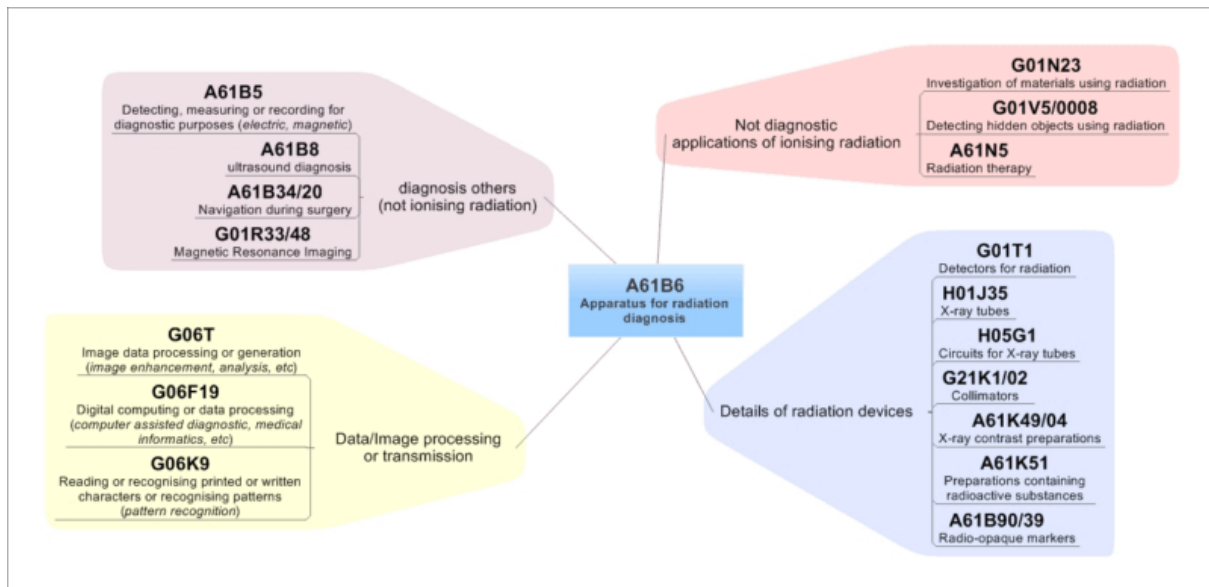 A61B5
Detecting, measuring or recording for
diagnostic purposes (electric, magnetic)
A61B8
ultrasound diagnosis
A61B34/20
Navigation during surgery
G01R33/48
Magnetic Resonance Imaging
diagnosis others
(not ionising radiation)
G01N23
Investigation of materials using radiation
G01V5/0008
Detecting hidden objects using radiation
A61N5
Radiation therapy
Not diagnostic
applications of ionising radiation
A61B6
Apparatus for radiation
diagnosis
G06T
Image data processing or generation
(image enhancement, analysis, etc)
G06F19
Digital computing or data processing
(computer assisted diagnostic, medical
informatics, etc)
G06K9
Reading or recognising printed or written
characters or recognising patterns
(pattern recognition)
Data/Image processing
or transmission
Details of radiation devices
G01T1
Detectors for radiation
H01J35
X-ray tubes
H05G1
Circuits for X-ray tubes
G21K1/02
Collimators
A61K49/04
X-ray contrast preparations
A61K51
Preparations containing
radioactive substances
A61B90/39
Radio-opaque markers